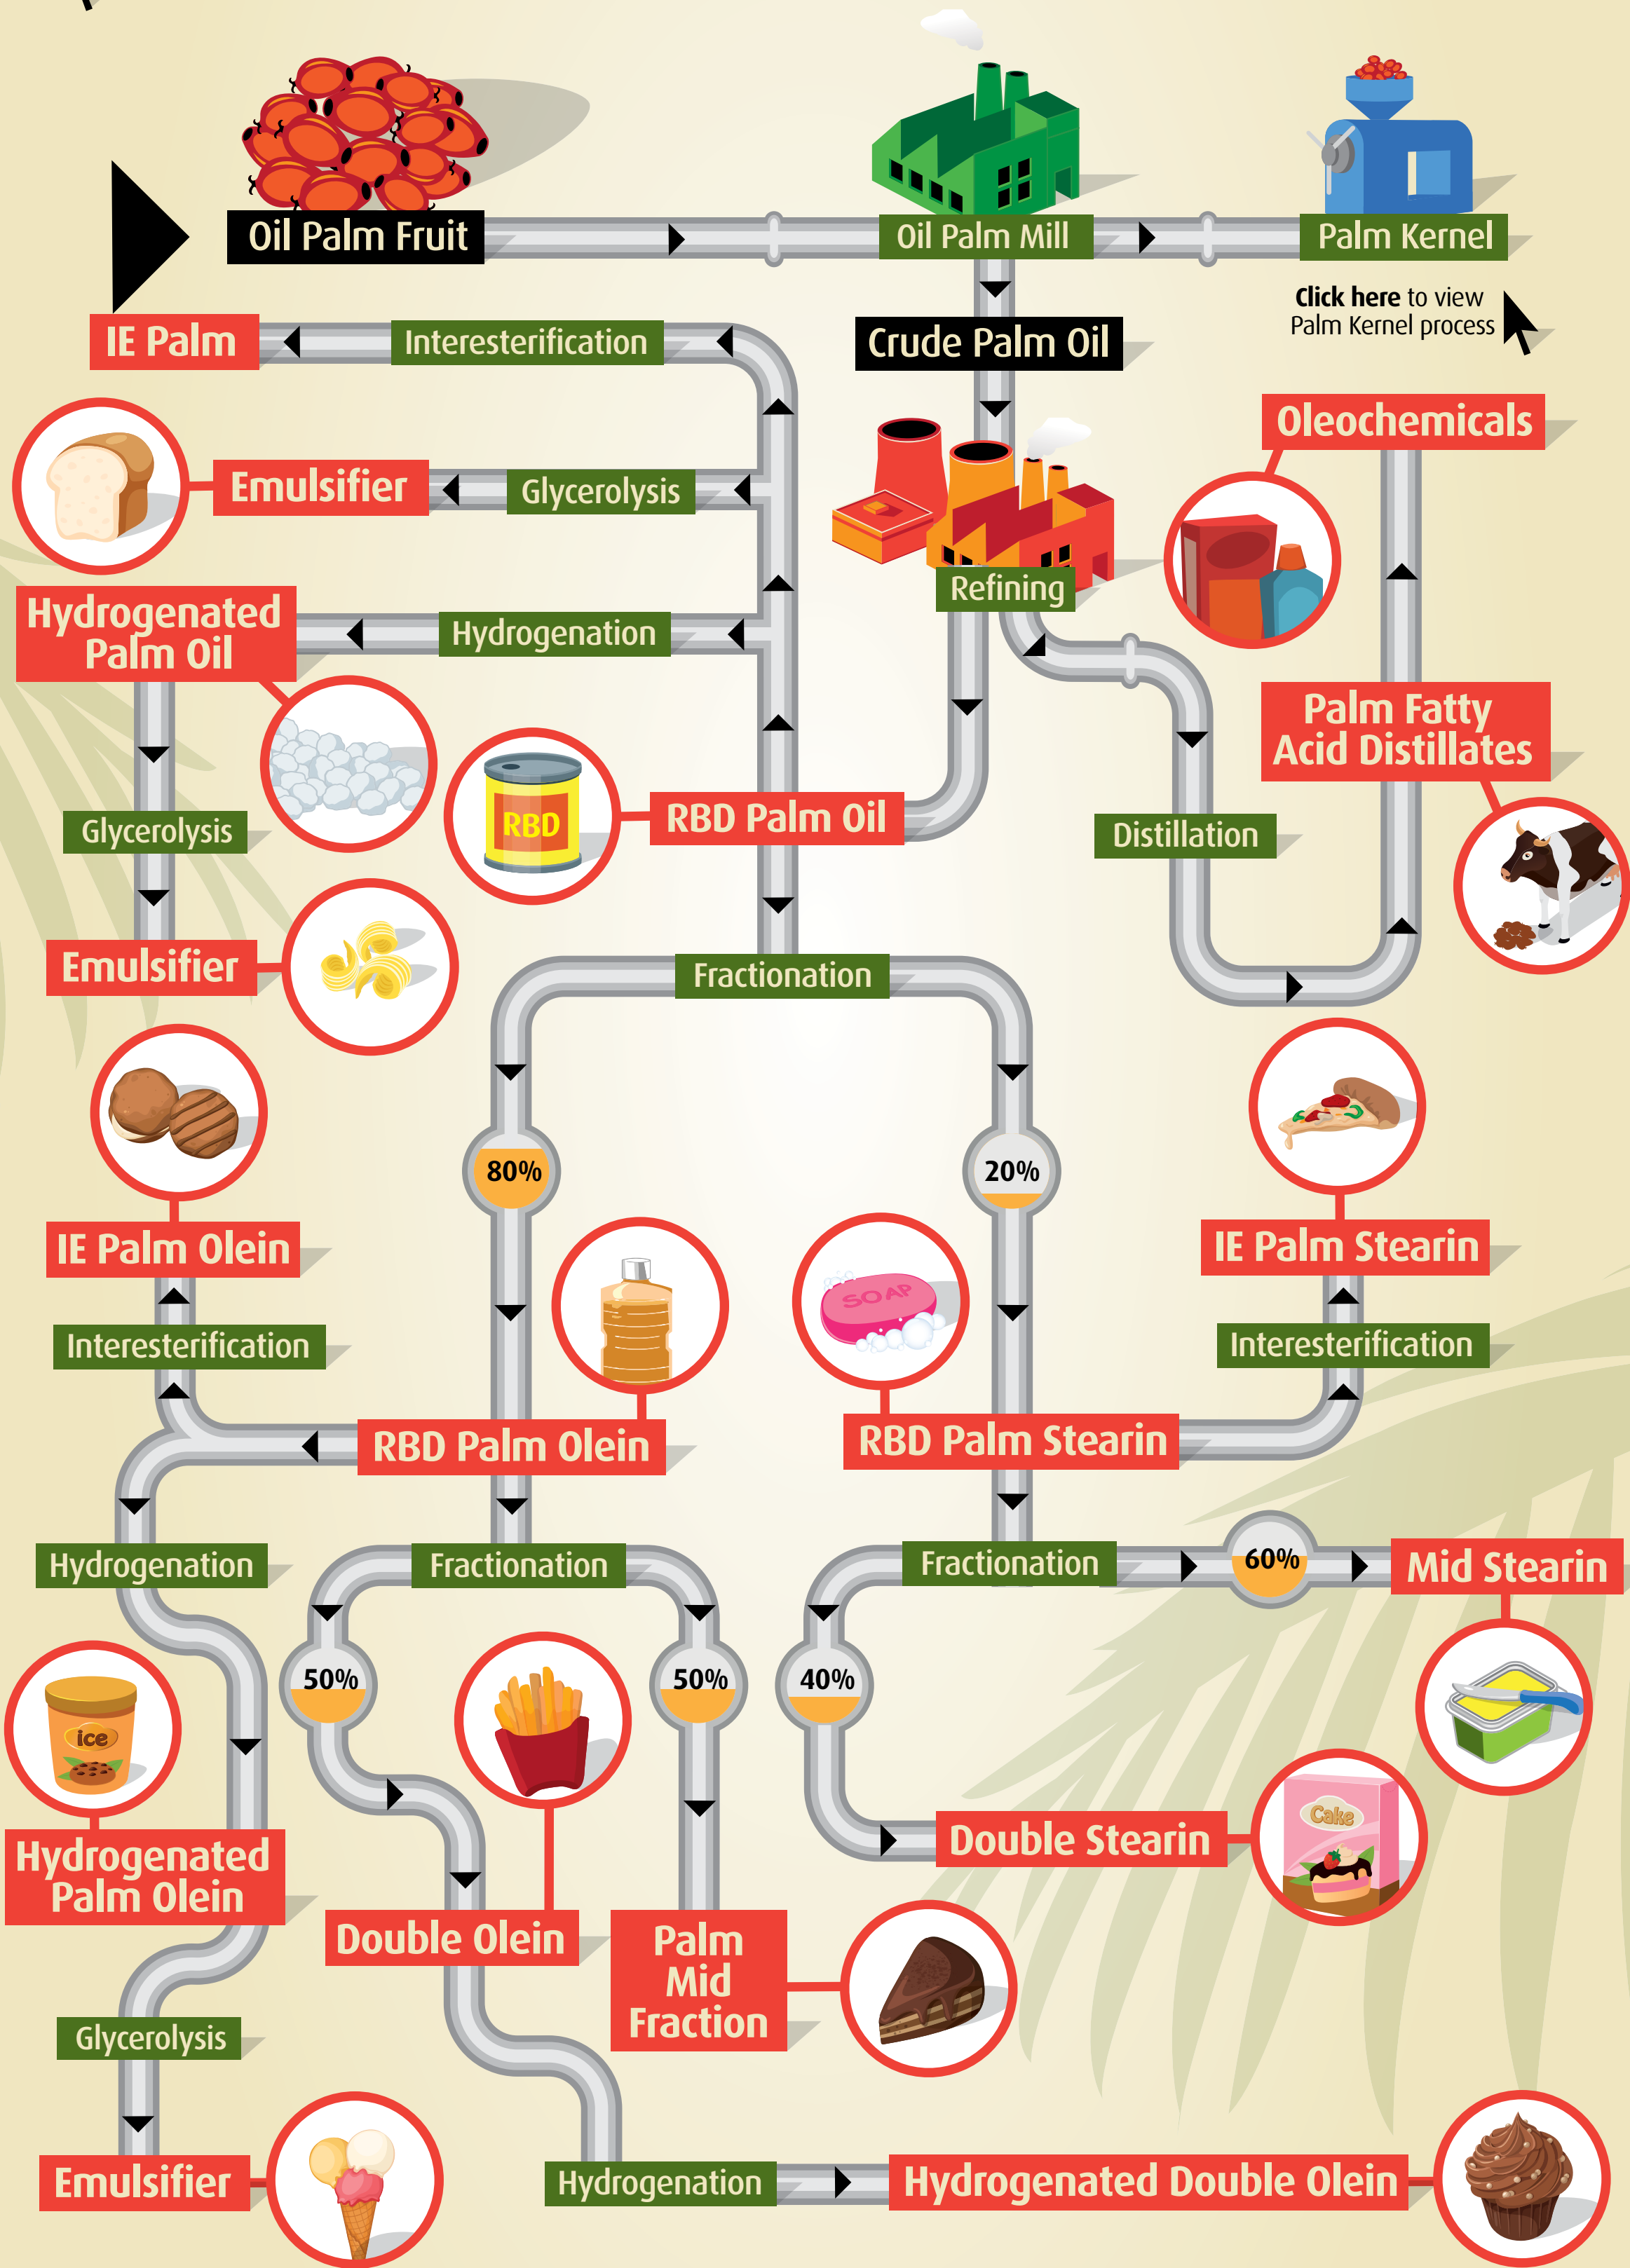 Oil Palm Fruit
Oil Palm Mill
Palm Kernel
Click here to view
Palm Kernel process
IE Palm
Interesterification
Crude Palm Oil
Oleochemicals
Emulsifier
Glycerolysis
Refining
Hydrogenated
Palm Oil
Hydrogenation
Palm Fatty
Acid Distillates
RBD
RBD Palm Oil
Glycerolysis
Distillation
Emulsifier
Fractionation
80%
20%
IE Palm Olein
IE Palm Stearin
SOAP
Interesterification
Interesterification
RBD Palm Olein
RBD Palm Stearin
Hydrogenation
Fractionation
Fractionation
60%
Mid Stearin
50%
50%
40%
ice
Cake
Hydrogenated
Palm Olein
Double Stearin
Double Olein
Palm
Mid
Fraction
Glycerolysis
Emulsifier
Hydrogenation
Hydrogenated Double Olein